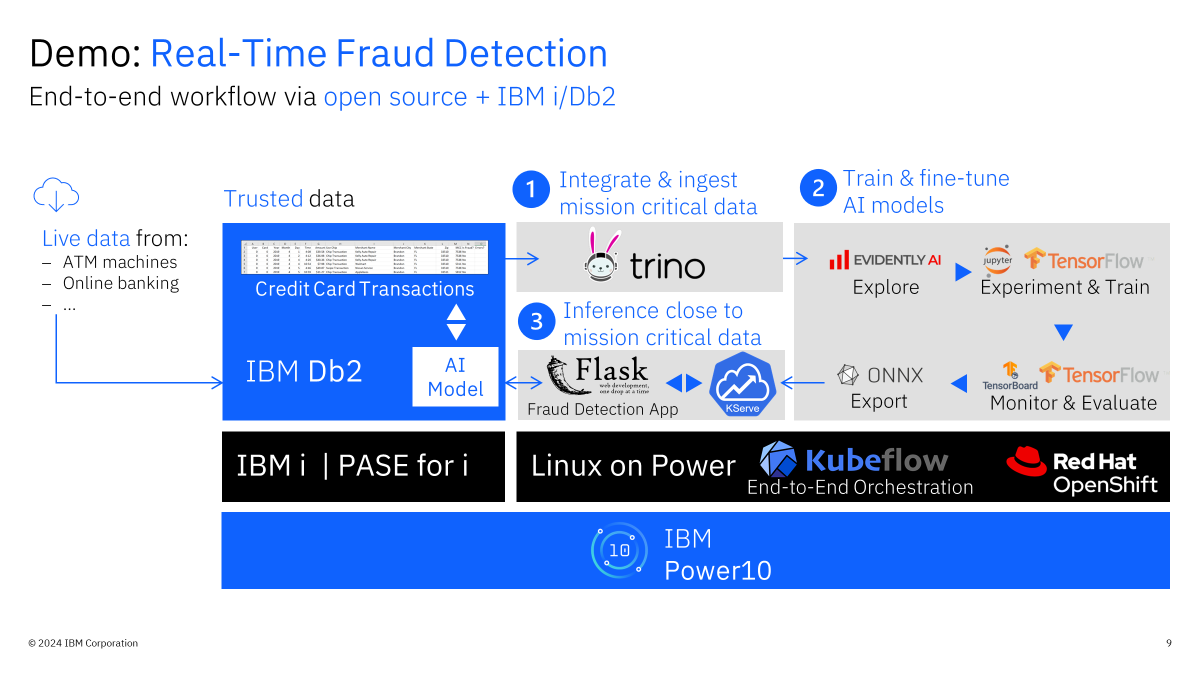 Demo: Real-Time Fraud Detection
End-to-end workflow via open source + IBM i/Db2
Live data from:
– ATM machines
– Online banking
– ...
Trusted data
Credit Card Transactions
IBM Db2
AI
Model
1
Integrate & ingest
mission critical data
trino
2
Train & fine-tune
AI models
EVIDENTLY AI
Explore
jupyter
TensorFlow
Experiment & Train
3
Inference close to
mission critical data
Flask
web development,
one drop at a time
Fraud Detection App
KServe
ONNX
Export
TensorBoard
TensorFlow
Monitor & Evaluate
IBM i | PASE for i
Linux on Power
Kubeflow
End-to-End Orchestration
Red Hat
OpenShift
10
IBM
Power10
© 2024 IBM Corporation
9